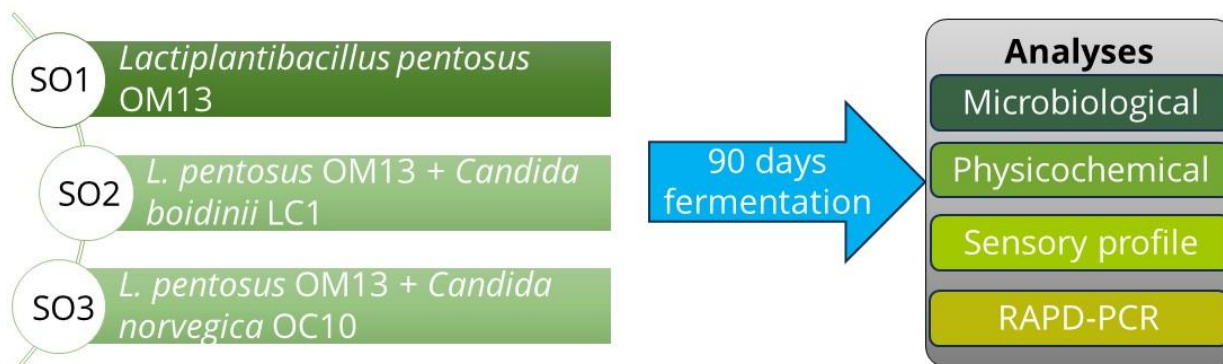 SO1
Lactiplantibacillus pentosus
OM13
SO2
L. pentosus OM13 + Candida
boidinii LC1
SO3
L. pentosus OM13 + Candida
norvegica OC10
90 days
fermentation
Analyses
Microbiological
Physicochemical
Sensory profile
RAPD-PCR